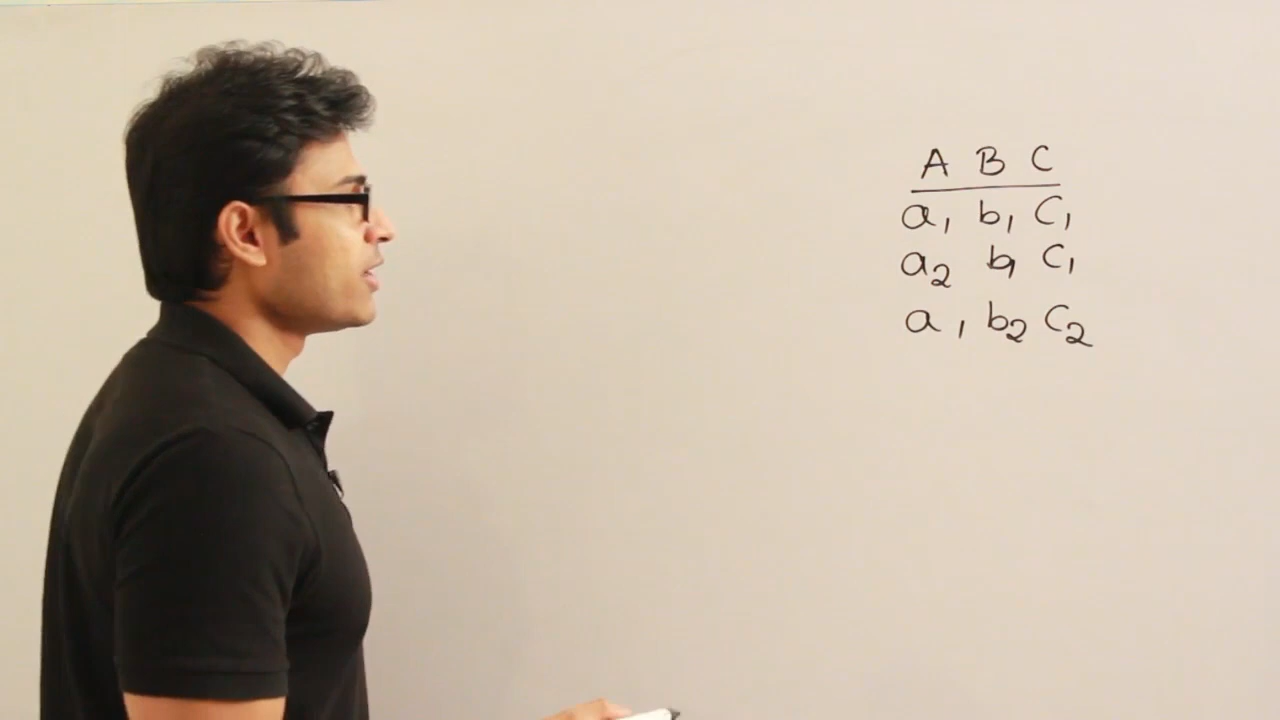 A B C
a₁ b₁ C₁
a₂ b₁ C₁
a₁ b₂ C₂